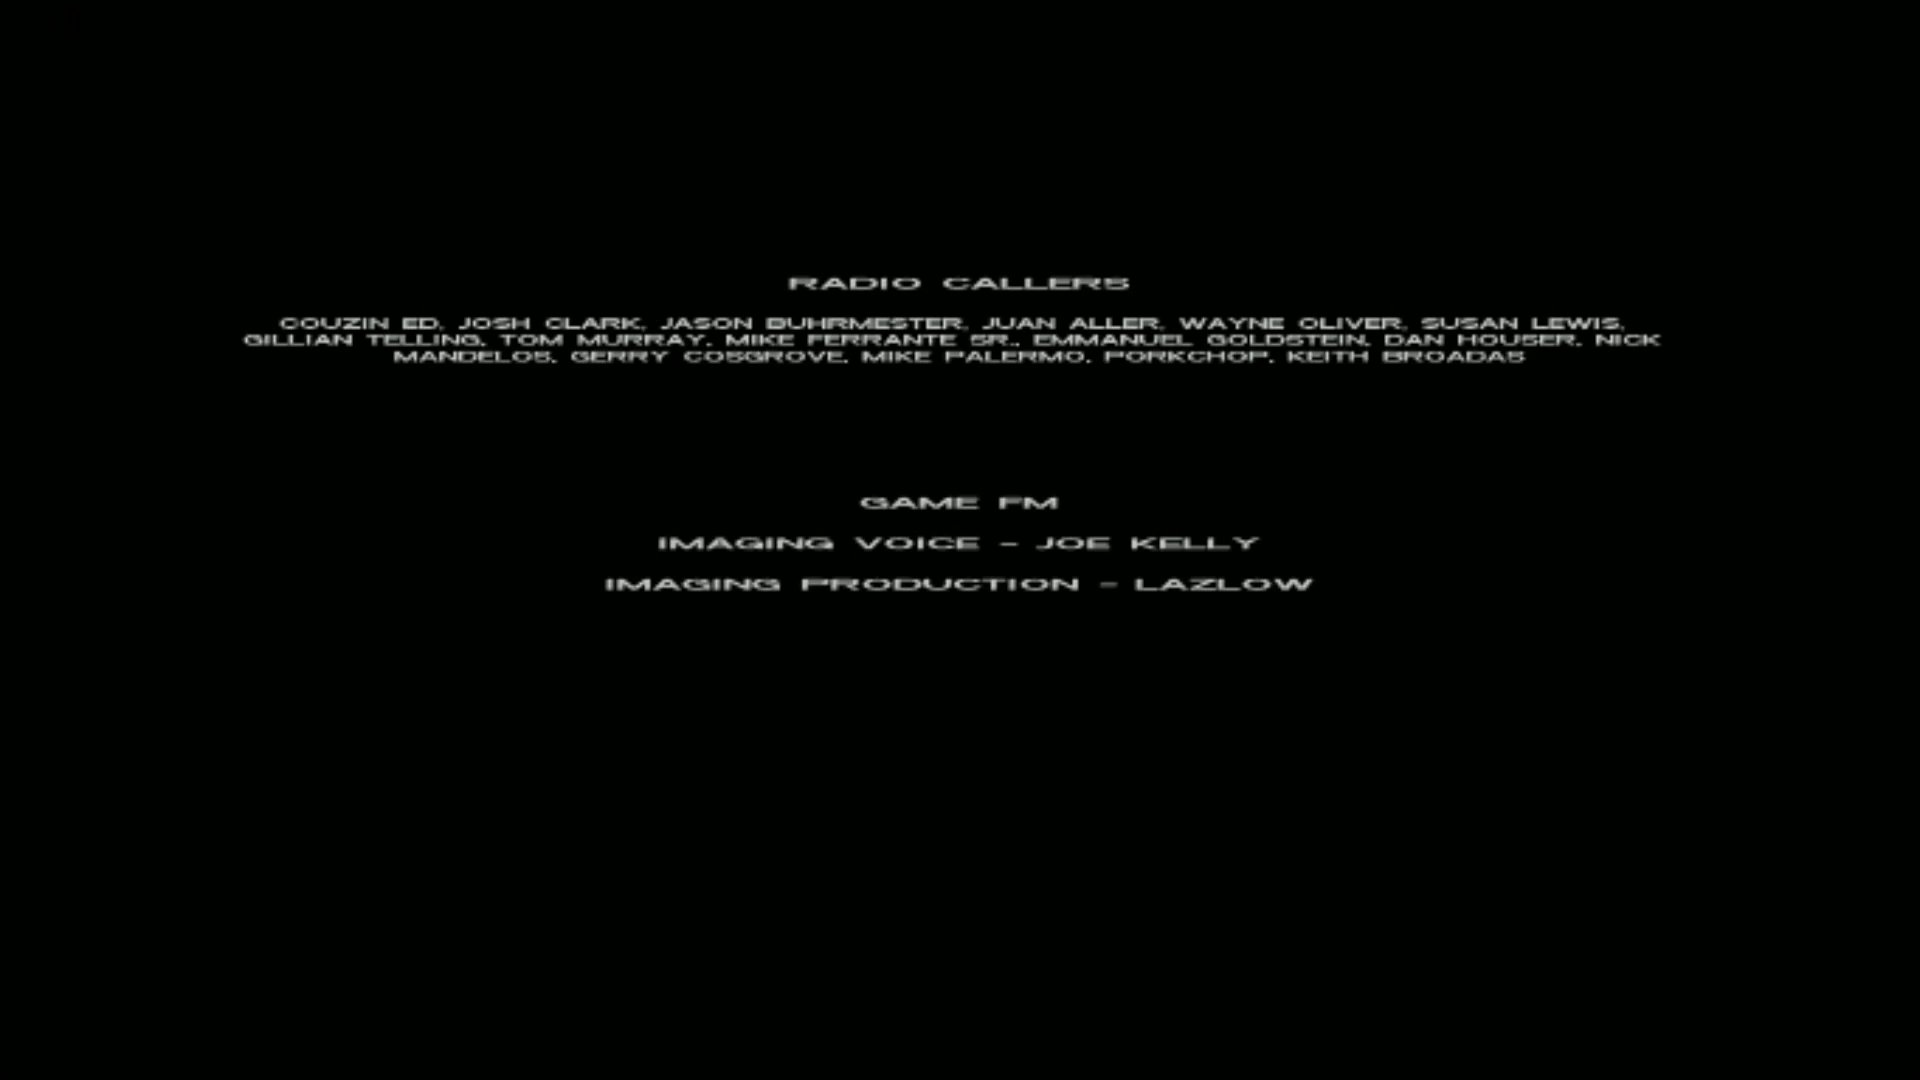 RADIO CALLERS
COUZIN ED, JOSH CLARK, JASON BUHRMESTER, JUAN ALLER, WAYNE OLIVER, SUSAN LEWIS,
GILLIAN TELLING, TOM MURRAY, MIKE FERRANTE SR., EMMANUEL GOLDSTEIN, DAN HOUSER, NICK
MANDELOS, GERRY COSGROVE, MIKE PALERMO, PORKCHOP, KEITH BROADAS
GAME FM
IMAGING VOICE - JOE KELLY
IMAGING PRODUCTION - LAZLOW